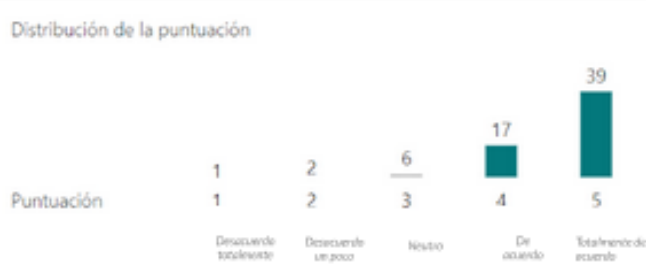 Distribución de la puntuación
39
17
6
2
1
Puntuación 1 2 3 4 5
Desacuerdo totalmente
Desacuerdo un poco
Neutro
De acuerdo
Totalmente de acuerdo